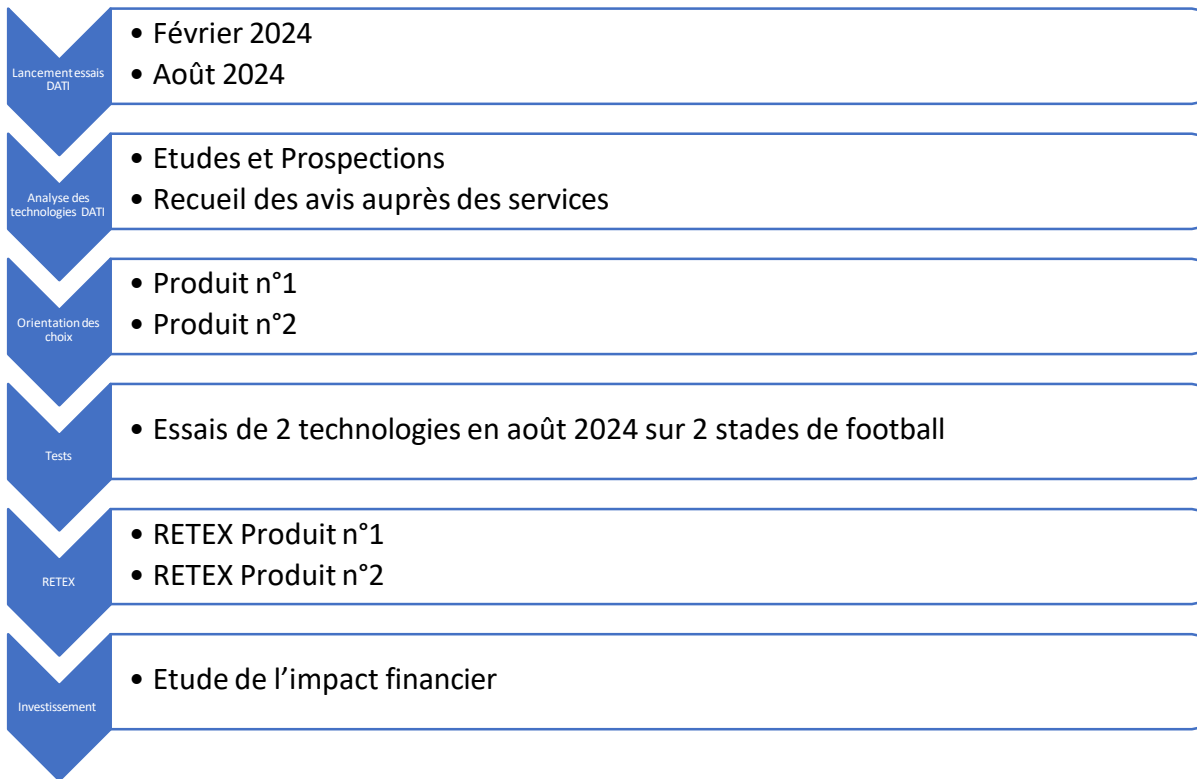 Lancement essais
DATI
• Février 2024
• Août 2024
Analyse des
technologies DATI
• Etudes et Prospections
• Recueil des avis auprès des services
Orientation des
choix
• Produit n°1
• Produit n°2
Tests
• Essais de 2 technologies en août 2024 sur 2 stades de football
RETEX
• RETEX Produit n°1
• RETEX Produit n°2
Investissement
• Etude de l’impact financier